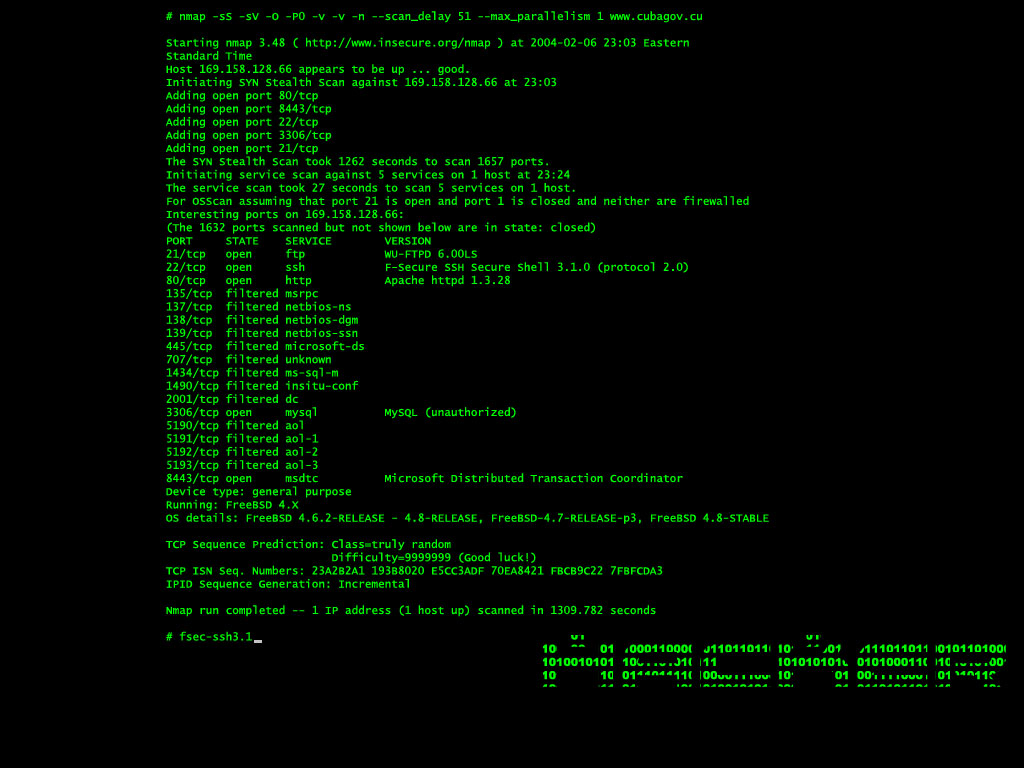 # nmap -sS -sV -O -PO -v -v -n --scan_delay 51 --max_parallelism 1 www.cubagov.cu
Starting nmap 3.48 ( http://www.insecure.org/nmap ) at 2004-02-06 23:03 Eastern
Standard Time
Host 169.158.128.66 appears to be up ... good.
Initiating SYN Stealth Scan against 169.158.128.66 at 23:03
Adding open port 80/tcp
Adding open port 8443/tcp
Adding open port 22/tcp
Adding open port 3306/tcp
Adding open port 21/tcp
The SYN Stealth Scan took 1262 seconds to scan 1657 ports.
Initiating service scan against 5 services on 1 host at 23:24
The service scan took 27 seconds to scan 5 services on 1 host.
For OSScan assuming that port 21 is open and port 1 is closed and neither are firewalled
Interesting ports on 169.158.128.66:
(The 1632 ports scanned but not shown below are in state: closed)
PORT STATE SERVICE VERSION
21/tcp open ftp WU-FTPD 6.00LS
22/tcp open ssh F-Secure SSH Secure Shell 3.1.0 (protocol 2.0)
80/tcp open http Apache httpd 1.3.28
135/tcp filtered msrpc
137/tcp filtered netbios-ns
138/tcp filtered netbios-dgm
139/tcp filtered netbios-ssn
445/tcp filtered microsoft-ds
707/tcp filtered unknown
1434/tcp filtered ms-sql-m
1490/tcp filtered insitu-conf
2001/tcp filtered dc
3306/tcp open mysql MySQL (unauthorized)
5190/tcp filtered aol
5191/tcp filtered aol-1
5192/tcp filtered aol-2
5193/tcp filtered aol-3
8443/tcp open msdtc Microsoft Distributed Transaction Coordinator
Device type: general purpose
Running: FreeBSD 4.X
OS details: FreeBSD 4.6.2-RELEASE - 4.8-RELEASE, FreeBSD-4.7-RELEASE-p3, FreeBSD 4.8-STABLE
TCP Sequence Prediction: Class=truly random
Difficulty=9999999 (Good luck!)
TCP ISN Seq. Numbers: 23A2B2A1 193B8020 E5CC3ADF 70EA8421 FBCB9C22 7FBFCDA3
IPID Sequence Generation: Incremental
Nmap run completed -- 1 IP address (1 host up) scanned in 1309.782 seconds
# fsec-ssh3.1_